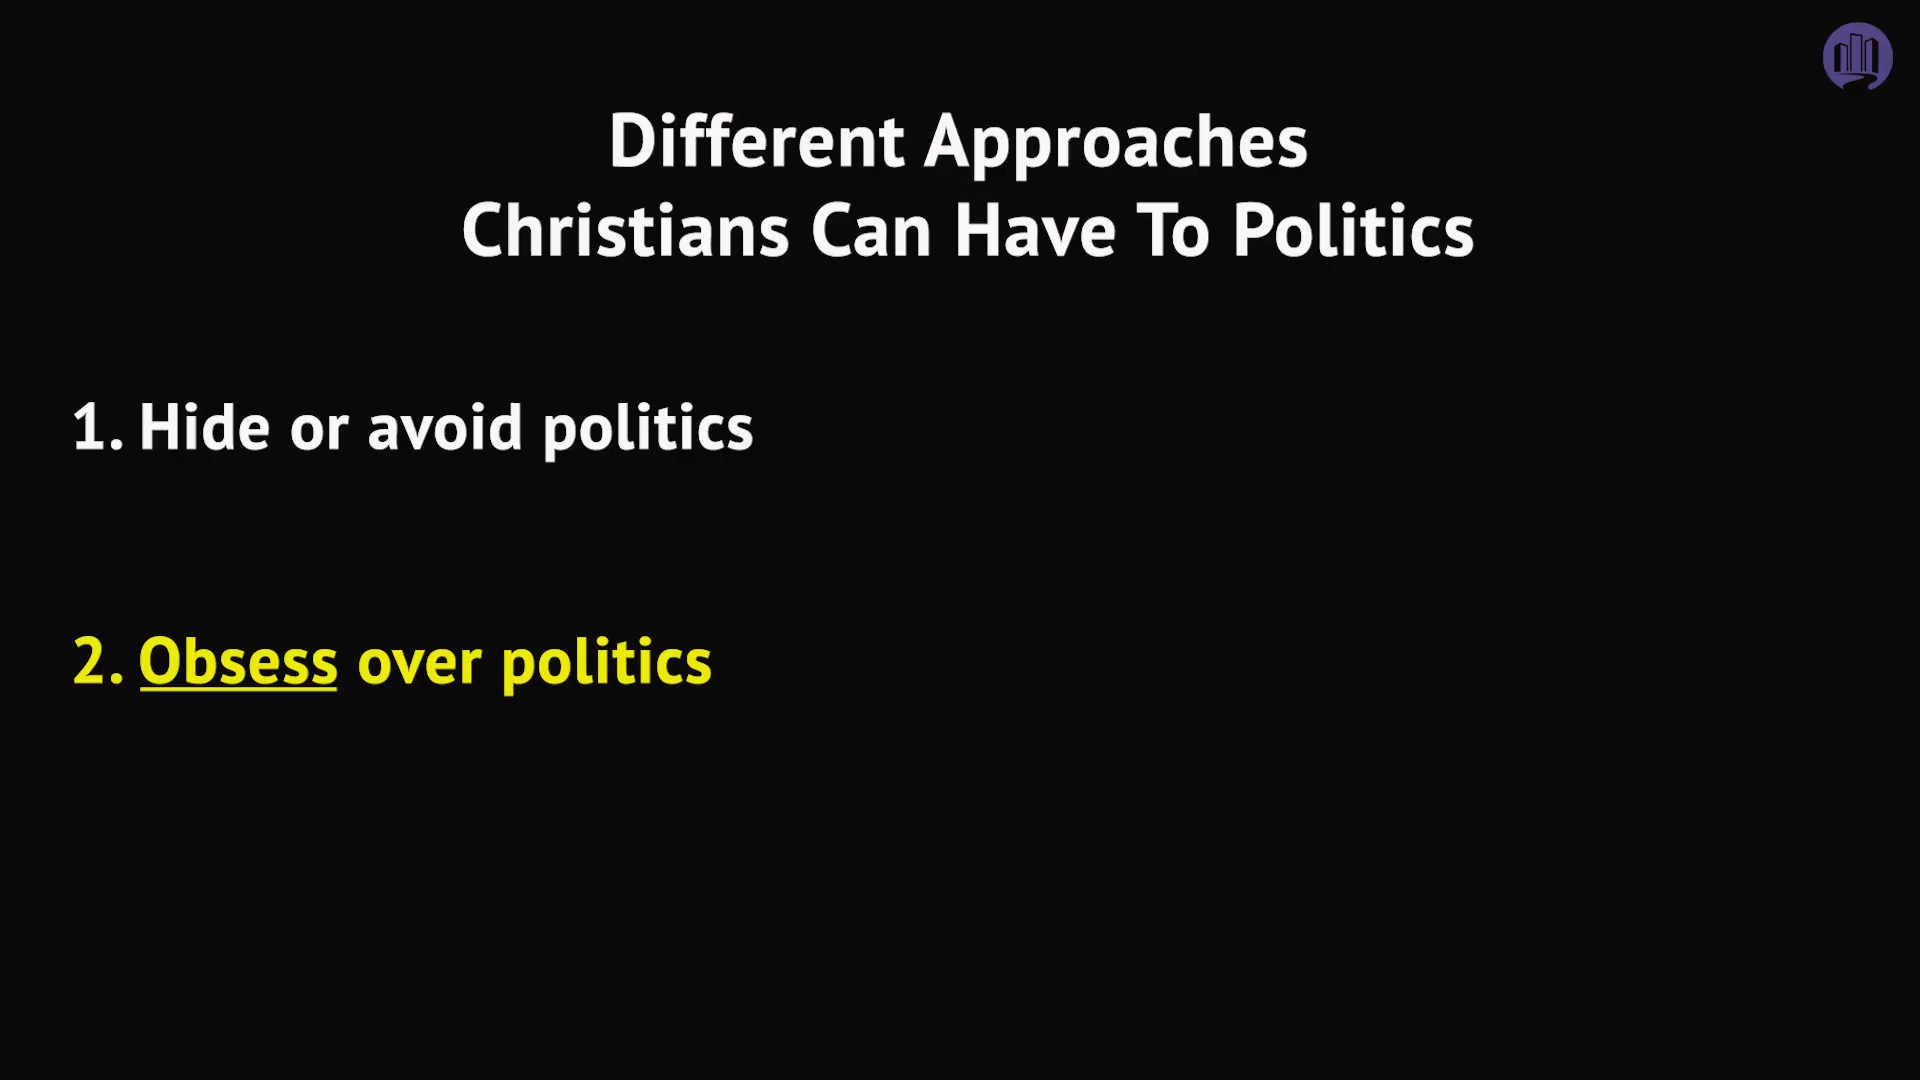 Different Approaches
Christians Can Have To Politics
1. Hide or avoid politics
2. Obsess over politics